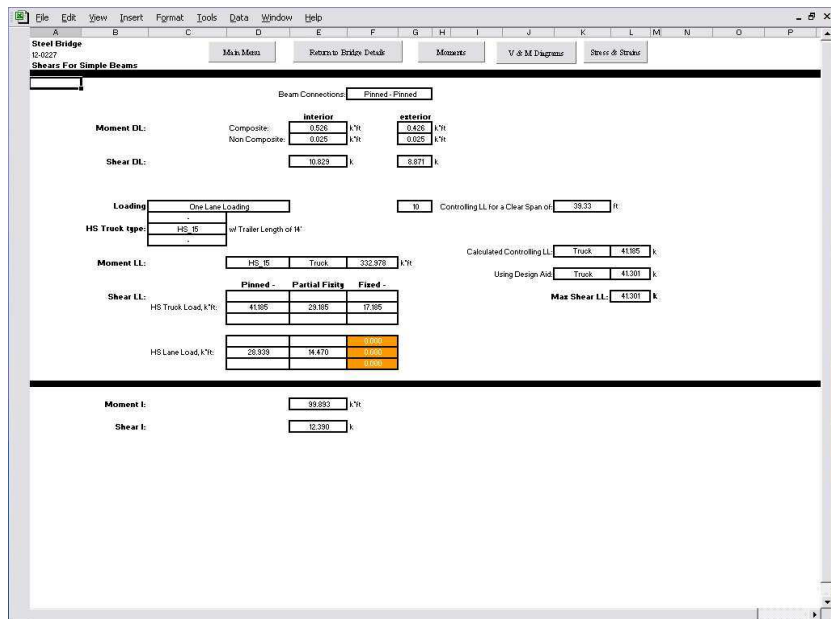 File Edit View Insert Format Tools Data Window Help
A B C D E F G H I J K L M N O P
Steel Bridge
12-0227
Shears For Simple Beams
Main Menu Return to Bridge Details Moments V & M Diagrams Stress & Strains
Beam Connections: Pinned - Pinned
interior exterior
Moment DL: Composite: 0.526 k*ft 0.426 k*ft
Non Composite: 0.025 k*ft 0.025 k*ft
Shear DL: 10.829 k 8.871 k
Loading One Lane Loading 10 Controlling LL for a Clear Span of: 39.33 ft
-
HS Truck type: HS_15 w/ Trailer Length of 14'
-
Calculated Controlling LL: Truck 41.185 k
Moment LL: HS_15 Truck 332.978 k*ft
Using Design Aid: Truck 41.301 k
Pinned - Partial Fixity Fixed -
Shear LL: Max Shear LL: 41.301 k
HS Truck Load, k*ft: 41.185 29.185 17.185
0.000
HS Lane Load, k*ft: 28.939 14.470 0.000
0.000
Moment I: 99.893 k*ft
Shear I: 12.390 k